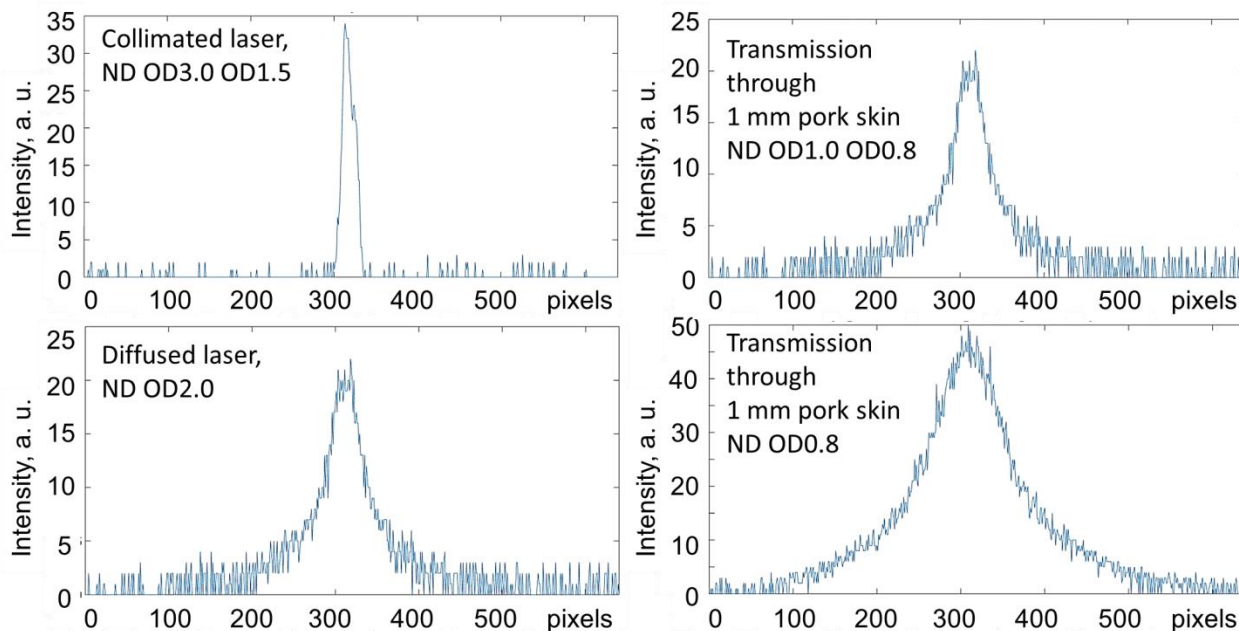 35
30
25
20
15
10
5
0
Intensity, a. u.
Collimated laser,
ND OD3.0 OD1.5
0 100 200 300 400 500 pixels
25
20
15
10
5
0
Intensity, a. u.
Transmission
through
1 mm pork skin
ND OD1.0 OD0.8
0 100 200 300 400 500 pixels
25
20
15
10
5
0
Intensity, a. u.
Diffused laser,
ND OD2.0
0 100 200 300 400 500 pixels
50
40
30
20
10
0
Intensity, a. u.
Transmission
through
1 mm pork skin
ND OD0.8
0 100 200 300 400 500 pixels